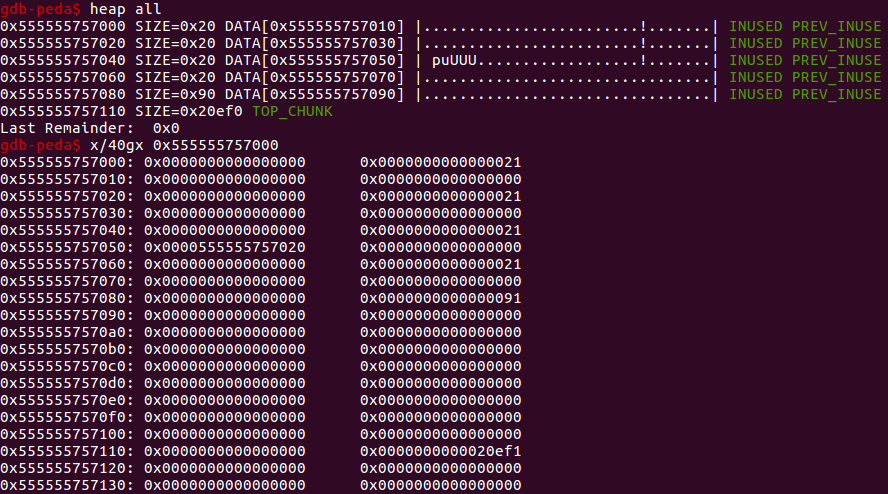 gdb-peda$ heap all
0x555555757000 SIZE=0x20 DATA[0x555555757010] |........................!.......| INUSED PREV_INUSE
0x555555757020 SIZE=0x20 DATA[0x555555757030] |........................!.......| INUSED PREV_INUSE
0x555555757040 SIZE=0x20 DATA[0x555555757050] | puUUU..................!.......| INUSED PREV_INUSE
0x555555757060 SIZE=0x20 DATA[0x555555757070] |................................| INUSED PREV_INUSE
0x555555757080 SIZE=0x90 DATA[0x555555757090] |................................| INUSED PREV_INUSE
0x555555757110 SIZE=0x20ef0 TOP_CHUNK
Last Remainder:  0x0
gdb-peda$ x/40gx 0x555555757000
0x555555757000: 0x0000000000000000      0x0000000000000021
0x555555757010: 0x0000000000000000      0x0000000000000000
0x555555757020: 0x0000000000000000      0x0000000000000021
0x555555757030: 0x0000000000000000      0x0000000000000000
0x555555757040: 0x0000000000000000      0x0000000000000021
0x555555757050: 0x0000555555757020      0x0000000000000000
0x555555757060: 0x0000000000000000      0x0000000000000021
0x555555757070: 0x0000000000000000      0x0000000000000000
0x555555757080: 0x0000000000000000      0x0000000000000091
0x555555757090: 0x0000000000000000      0x0000000000000000
0x5555557570a0: 0x0000000000000000      0x0000000000000000
0x5555557570b0: 0x0000000000000000      0x0000000000000000
0x5555557570c0: 0x0000000000000000      0x0000000000000000
0x5555557570d0: 0x0000000000000000      0x0000000000000000
0x5555557570e0: 0x0000000000000000      0x0000000000000000
0x5555557570f0: 0x0000000000000000      0x0000000000000000
0x555555757100: 0x0000000000000000      0x0000000000000000
0x555555757110: 0x0000000000000000      0x0000000000020ef1
0x555555757120: 0x0000000000000000      0x0000000000000000
0x555555757130: 0x0000000000000000      0x0000000000000000